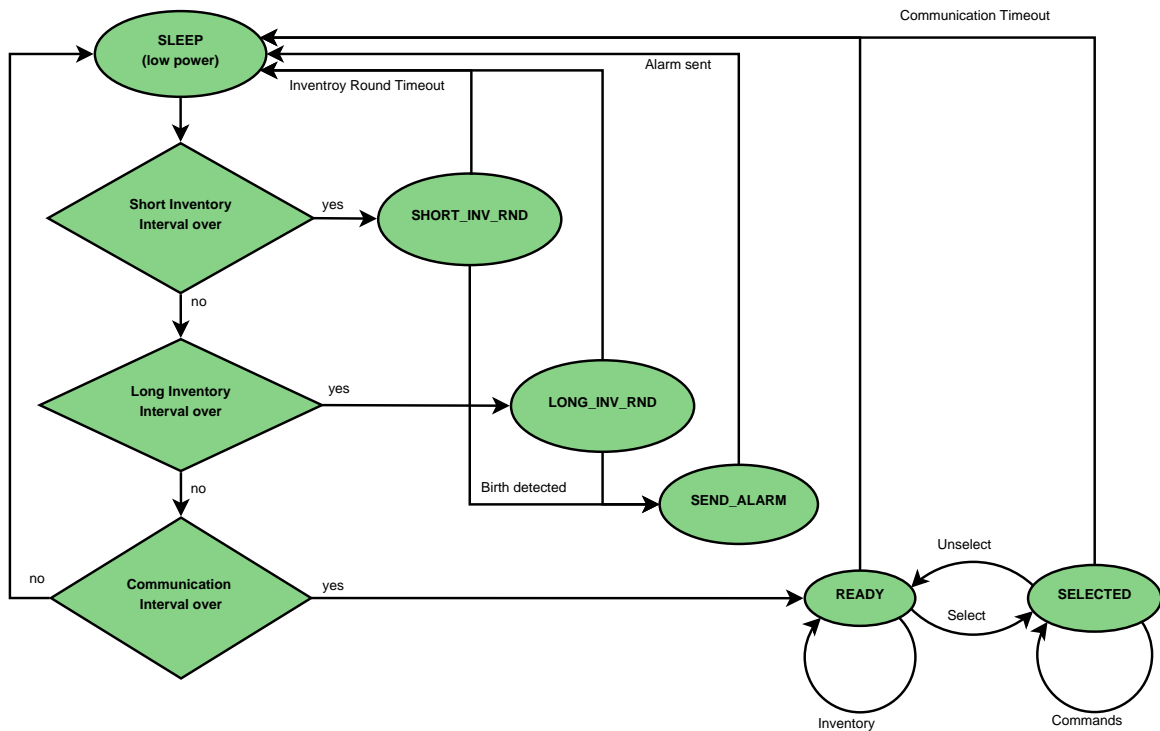 Communication Timeout
SLEEP
(low power)
Alarm sent
Inventroy Round Timeout
Short Inventory
Interval over
yes
SHORT_INV_RND
no
Long Inventory
Interval over
yes
LONG_INV_RND
no
Birth detected
SEND_ALARM
Communication
Interval over
no
yes
Unselect
READY
SELECTED
Select
Inventory
Commands